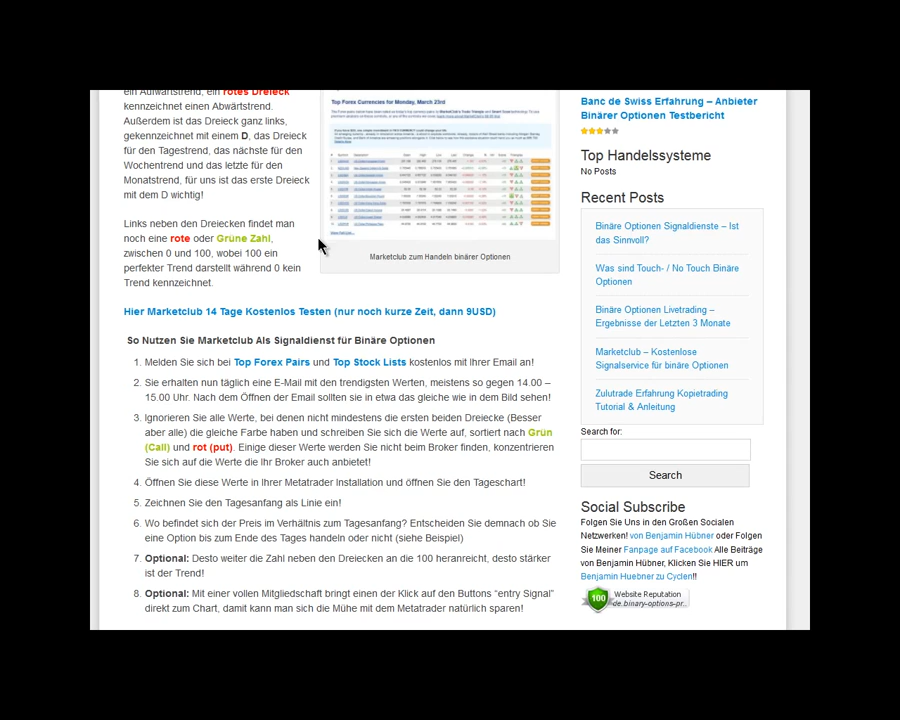 ein Aufwärtstrend, ein rotes Dreieck
kennzeichnet einen Abwärtstrend.
Außerdem ist das Dreieck ganz links,
gekennzeichnet mit einem D, das Dreieck
für den Tagestrend, das nächste für den
Wochentrend und das letzte für den
Monatstrend, für uns ist das erste Dreieck
mit dem D wichtig!
Links neben den Dreiecken findet man
noch eine rote oder Grüne Zahl,
zwischen 0 und 100, wobei 100 ein
perfekter Trend darstellt während 0 kein
Trend kennzeichnet.
Top Forex Currencies for Monday, March 23rd
Marketclub zum Handeln binärer Optionen
Hier Marketclub 14 Tage Kostenlos Testen (nur noch kurze Zeit, dann 9USD)
So Nutzen Sie Marketclub Als Signaldienst für Binäre Optionen
1. Melden Sie sich bei Top Forex Pairs und Top Stock Lists kostenlos mit Ihrer Email an!
2. Sie erhalten nun täglich eine E-Mail mit den trendigsten Werten, meistens so gegen 14.00 –
15.00 Uhr. Nach dem Öffnen der Email sollten sie in etwa das gleiche wie in dem Bild sehen!
3. Ignorieren Sie alle Werte, bei denen nicht mindestens die ersten beiden Dreiecke (Besser
aber alle) die gleiche Farbe haben und schreiben Sie sich die Werte auf, sortiert nach Grün
(Call) und rot (put). Einige dieser Werte werden Sie nicht beim Broker finden, konzentrieren
Sie sich auf die Werte die Ihr Broker auch anbietet!
4. Öffnen Sie diese Werte in Ihrer Metatrader Installation und öffnen Sie den Tageschart!
5. Zeichnen Sie den Tagesanfang als Linie ein!
6. Wo befindet sich der Preis im Verhältnis zum Tagesanfang? Entscheiden Sie demnach ob Sie
eine Option bis zum Ende des Tages handeln oder nicht (siehe Beispiel)
7. Optional: Desto weiter die Zahl neben den Dreiecken an die 100 heranreicht, desto stärker
ist der Trend!
8. Optional: Mit einer vollen Mitgliedschaft bringt einen der Klick auf den Buttons “entry Signal”
direkt zum Chart, damit kann man sich die Mühe mit dem Metatrader natürlich sparen!
Banc de Swiss Erfahrung – Anbieter
Binärer Optionen Testbericht
Top Handelssysteme
No Posts
Recent Posts
Binäre Optionen Signaldienste – Ist
das Sinnvoll?
Was sind Touch- / No Touch Binäre
Optionen
Binäre Optionen Livetrading –
Ergebnisse der Letzten 3 Monate
Marketclub – Kostenlose
Signalservice für binäre Optionen
Zulutrade Erfahrung Kopietrading
Tutorial & Anleitung
Search for:
Search
Social Subscribe
Folgen Sie Uns in den Großen Socialen
Netzwerken! von Benjamin Hübner oder Folgen
Sie Meiner Fanpage auf Facebook Alle Beiträge
von Benjamin Hübner, Klicken Sie HIER um
Benjamin Huebner zu Cyclen!!
100
Website Reputation
de.binary-options-pr..